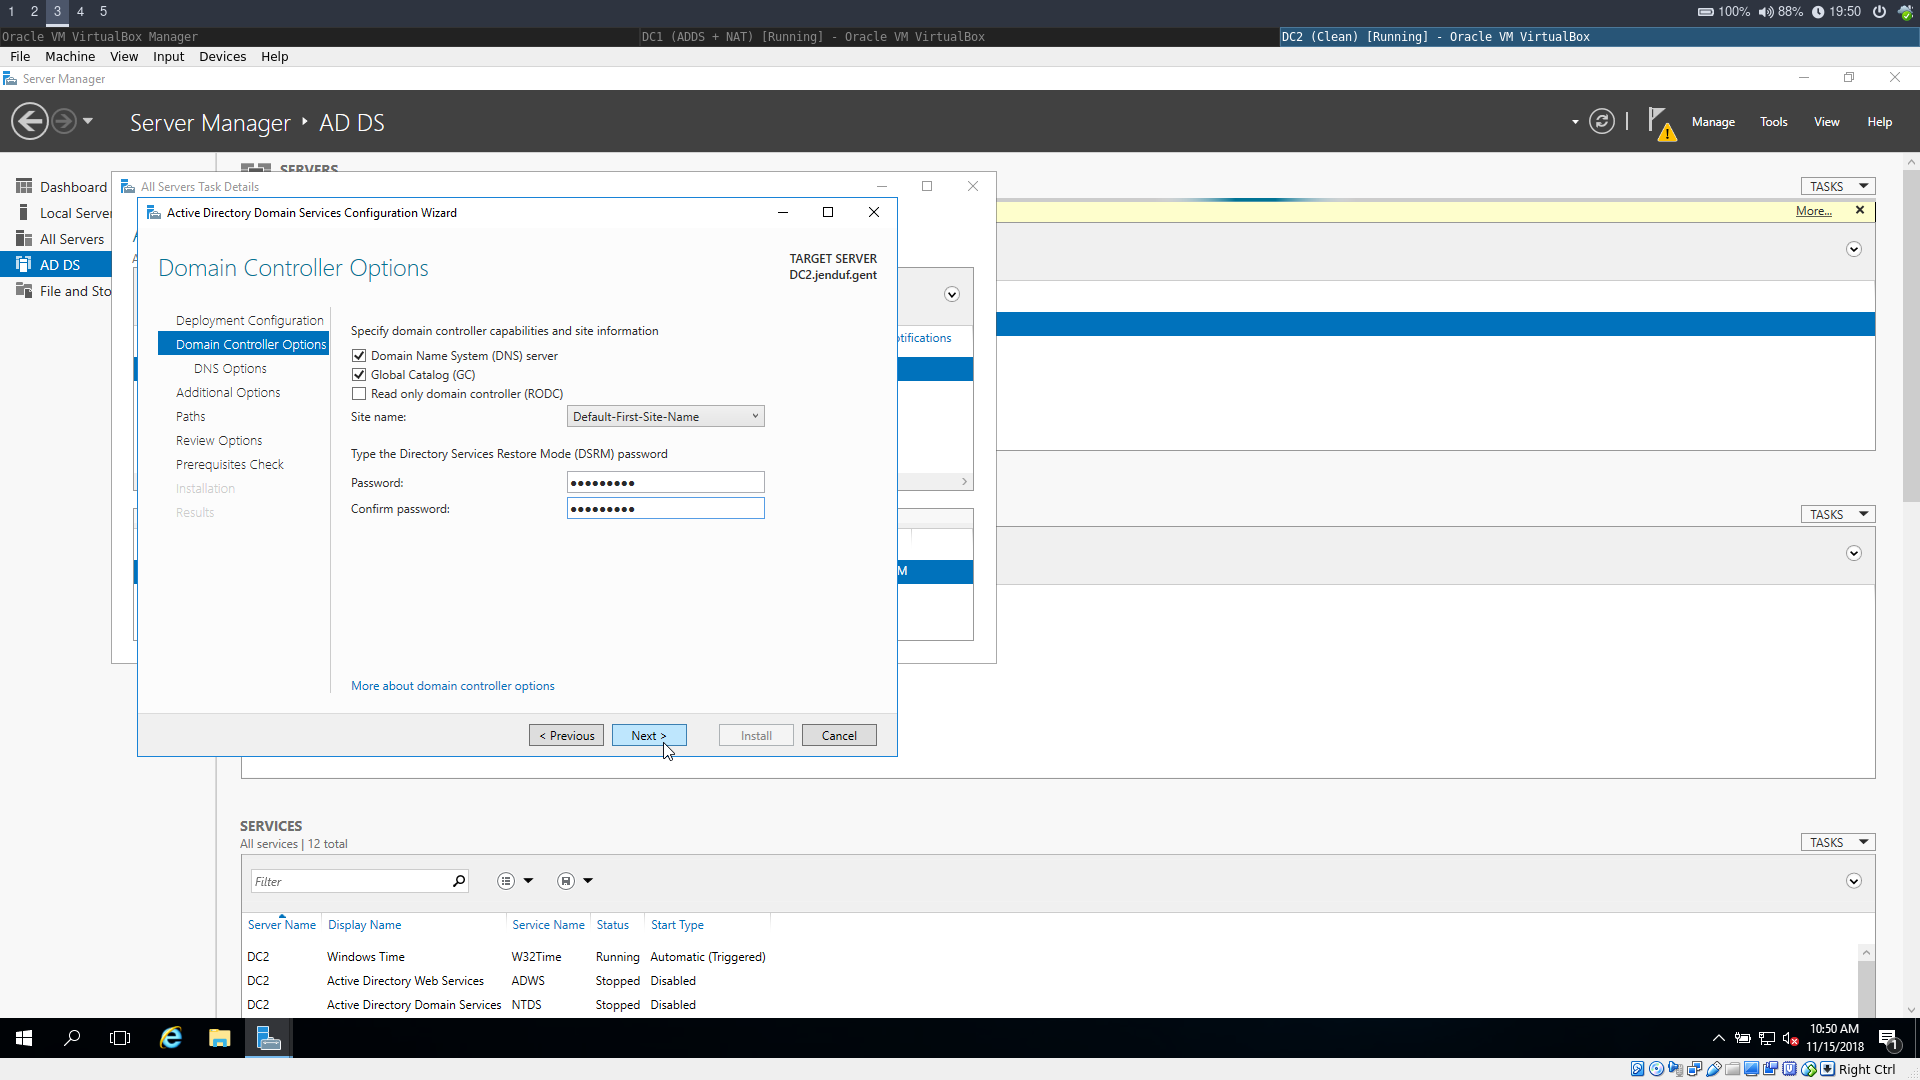 1 2 3 4 5
100% 88% 19:50
Oracle VM VirtualBox Manager
DC1 (ADDS + NAT) [Running] - Oracle VM VirtualBox
DC2 (Clean) [Running] - Oracle VM VirtualBox
File Machine View Input Devices Help
Server Manager
Server Manager ‣ AD DS
Manage Tools View Help
Dashboard
Local Server
All Servers
AD DS
File and Sto
SERVERS
TASKS
More...
All Servers Task Details
Active Directory Domain Services Configuration Wizard
Domain Controller Options
TARGET SERVER
DC2.jenduf.gent
Deployment Configuration
Domain Controller Options
DNS Options
Additional Options
Paths
Review Options
Prerequisites Check
Installation
Results
Specify domain controller capabilities and site information
Domain Name System (DNS) server
Global Catalog (GC)
Read only domain controller (RODC)
Site name: Default-First-Site-Name
Type the Directory Services Restore Mode (DSRM) password
Password: ●●●●●●●●●
Confirm password: ●●●●●●●●●
More about domain controller options
< Previous Next > Install Cancel
otifications
M
TASKS
SERVICES
All services | 12 total
TASKS
Filter
Server Name Display Name Service Name Status Start Type
DC2 Windows Time W32Time Running Automatic (Triggered)
DC2 Active Directory Web Services ADWS Stopped Disabled
DC2 Active Directory Domain Services NTDS Stopped Disabled
10:50 AM
11/15/2018
1
Right Ctrl